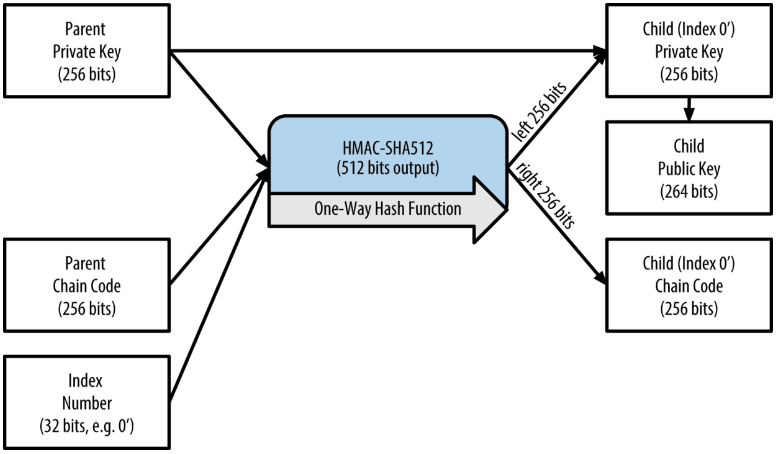 Parent
Private Key
(256 bits)
Child (Index 0’)
Private Key
(256 bits)
left 256 bits
HMAC-SHA512
(512 bits output)
One-Way Hash Function
right 256 bits
Child
Public Key
(264 bits)
Parent
Chain Code
(256 bits)
Child (Index 0’)
Chain Code
(256 bits)
Index
Number
(32 bits, e.g. 0’)